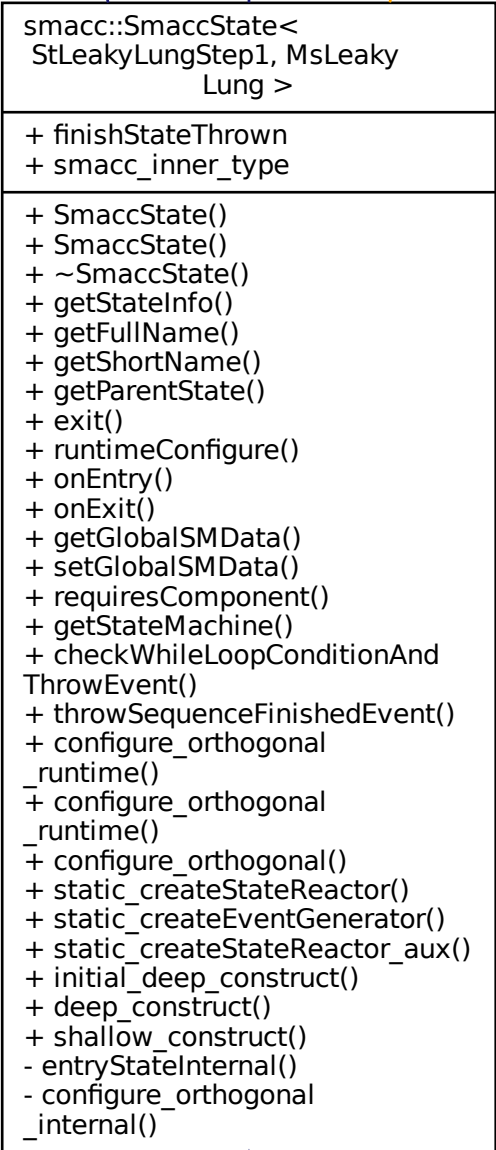 smacc::SmaccState<
StLeakyLungStep1, MsLeaky
Lung >
+ finishStateThrown
+ smacc_inner_type
+ SmaccState()
+ SmaccState()
+ ~SmaccState()
+ getStateInfo()
+ getFullName()
+ getShortName()
+ getParentState()
+ exit()
+ runtimeConfigure()
+ onEntry()
+ onExit()
+ getGlobalSMData()
+ setGlobalSMData()
+ requiresComponent()
+ getStateMachine()
+ checkWhileLoopConditionAnd
ThrowEvent()
+ throwSequenceFinishedEvent()
+ configure_orthogonal
_runtime()
+ configure_orthogonal
_runtime()
+ configure_orthogonal()
+ static_createStateReactor()
+ static_createEventGenerator()
+ static_createStateReactor_aux()
+ initial_deep_construct()
+ deep_construct()
+ shallow_construct()
- entryStateInternal()
- configure_orthogonal
_internal()